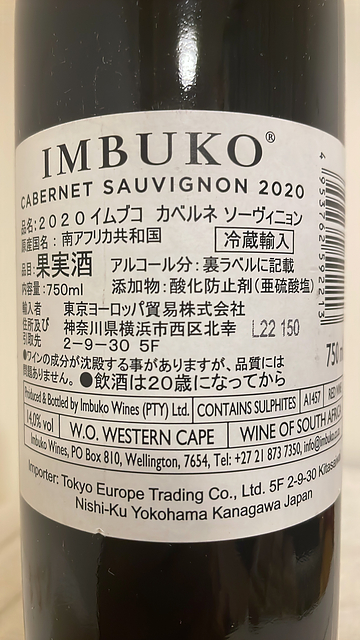 IMBUKO®
CABERNET SAUVIGNON 2020
品名:2020イムブコ カベルネ ソーヴィニヨン
原産国名:南アフリカ共和国 冷蔵輸入
品目:果実酒 アルコール分:裏ラベルに記載
内容量:750ml 添加物:酸化防止剤(亜硫酸塩)
輸入者 東京ヨーロッパ貿易株式会社
住所及び 神奈川県横浜市西区北幸 L22 150
引取先 2-9-30 5F
750 m
●ワインの成分が沈殿する事がありますが、品質には
問題ありません。●飲酒は20歳になってから
Produced & Bottled by Imbuko Wines (PTY) Ltd. CONTAINS SULPHITES A1457 RED WIN
14,0% vol W.O. WESTERN CAPE WINE OF SOUTH AFRI
Imbuko Wines, PO Box 810, Wellington, 7654, Tel: +27 21 873 7350, info@imbuko.co
Importer: Tokyo Europe Trading Co., Ltd. 5F 2-9-30 Kitasaiw
Nishi-Ku Yokohama Kanagawa Japan